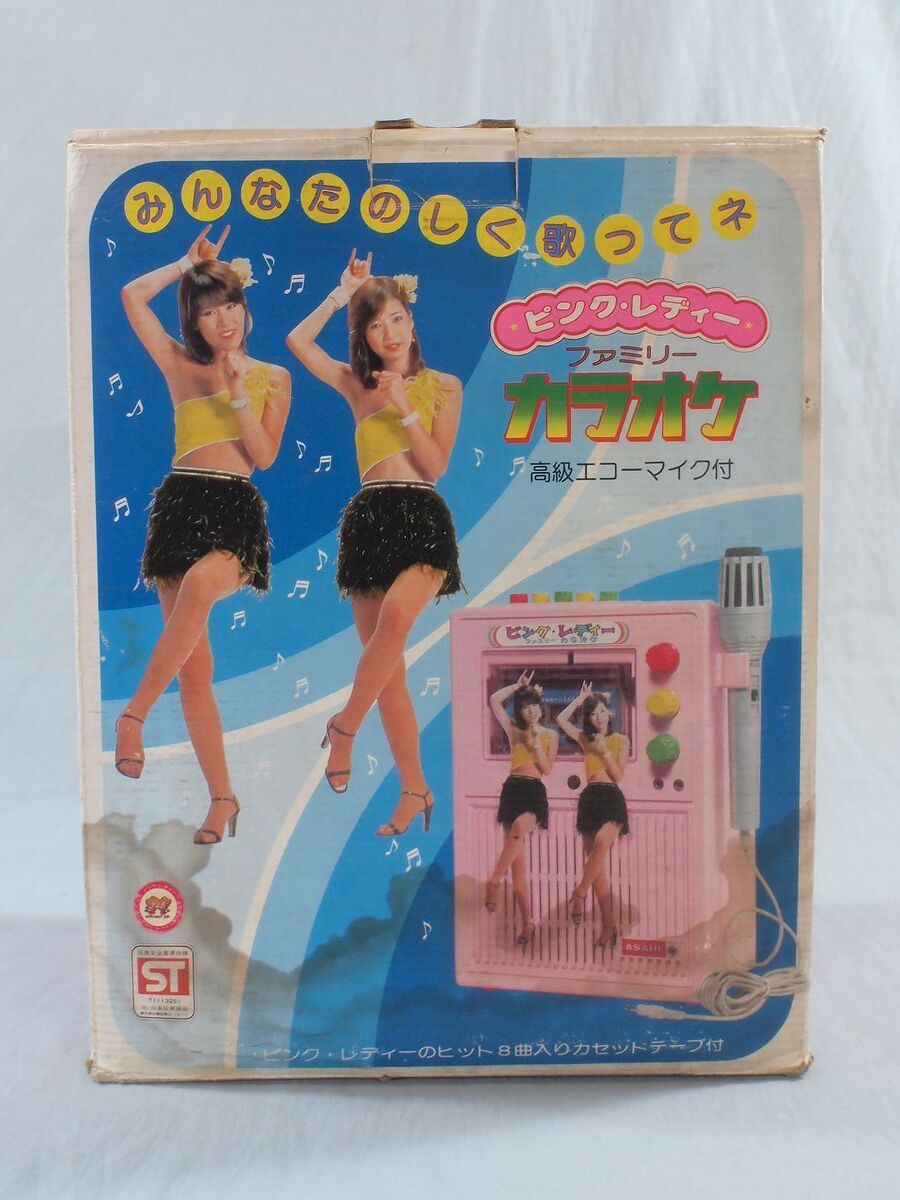 みんなたのしく歌ってネ
ピンク・レディー
ファミリー
カラオケ
高級エコーマイク付
ピンク・レディー
ファミリー カラオケ
ASAHI
ST
ピンク・レディーのヒット8曲入りカセットテープ付